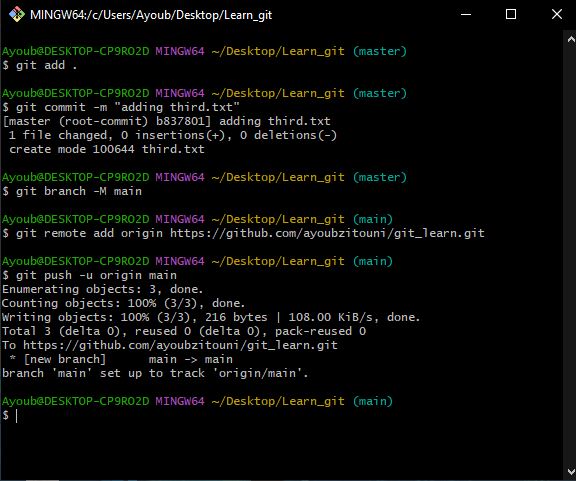 MINGW64:/c/Users/Ayoub/Desktop/Learn_git
Ayoub@DESKTOP-CP9RO2D MINGW64 ~/Desktop/Learn_git (master)
$ git add .
Ayoub@DESKTOP-CP9RO2D MINGW64 ~/Desktop/Learn_git (master)
$ git commit -m "adding third.txt"
[master (root-commit) b837801] adding third.txt
 1 file changed, 0 insertions(+), 0 deletions(-)
 create mode 100644 third.txt
Ayoub@DESKTOP-CP9RO2D MINGW64 ~/Desktop/Learn_git (master)
$ git branch -M main
Ayoub@DESKTOP-CP9RO2D MINGW64 ~/Desktop/Learn_git (main)
$ git remote add origin https://github.com/ayoubzitouni/git_learn.git
Ayoub@DESKTOP-CP9RO2D MINGW64 ~/Desktop/Learn_git (main)
$ git push -u origin main
Enumerating objects: 3, done.
Counting objects: 100% (3/3), done.
Writing objects: 100% (3/3), 216 bytes | 108.00 KiB/s, done.
Total 3 (delta 0), reused 0 (delta 0), pack-reused 0
To https://github.com/ayoubzitouni/git_learn.git
 * [new branch]      main -> main
branch 'main' set up to track 'origin/main'.
Ayoub@DESKTOP-CP9RO2D MINGW64 ~/Desktop/Learn_git (main)
$